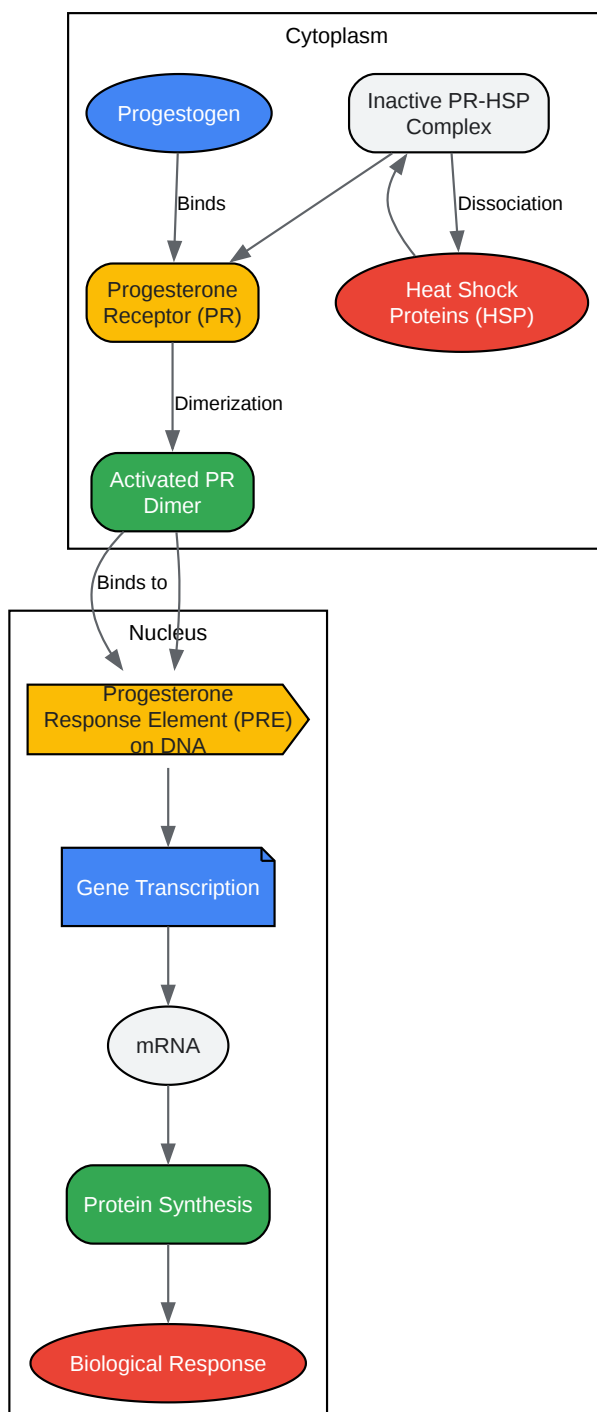 Cytoplasm
Progestogen
Inactive PR-HSP
Complex
Binds
Dissociation
Progesterone
Receptor (PR)
Heat Shock
Proteins (HSP)
Dimerization
Activated PR
Dimer
Binds to
Nucleus
Progesterone
Response Element (PRE)
on DNA
Gene Transcription
mRNA
Protein Synthesis
Biological Response